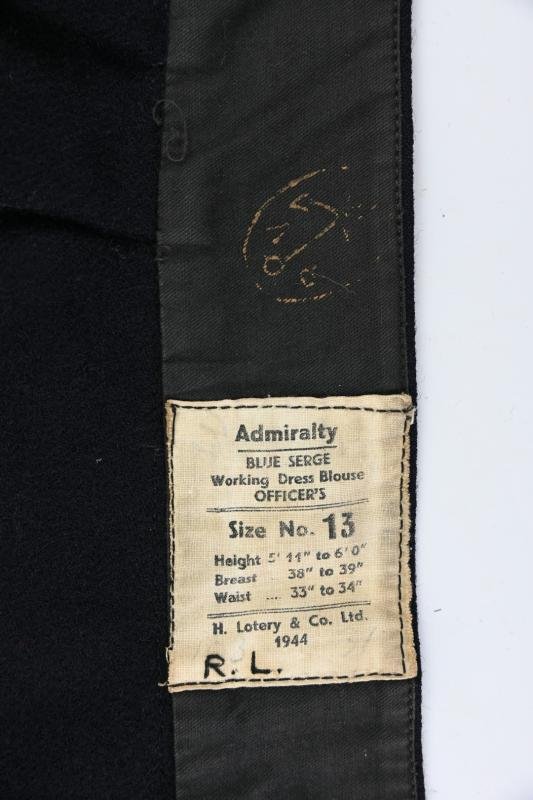 Admiralty
BLUE SERGE
Working Dress Blouse
OFFICER'S
Size No. 13
Height 5' 11" to 6' 0"
Breast 38" to 39"
Waist ... 33" to 34"
H. Lotery & Co. Ltd.
1944
R.L.